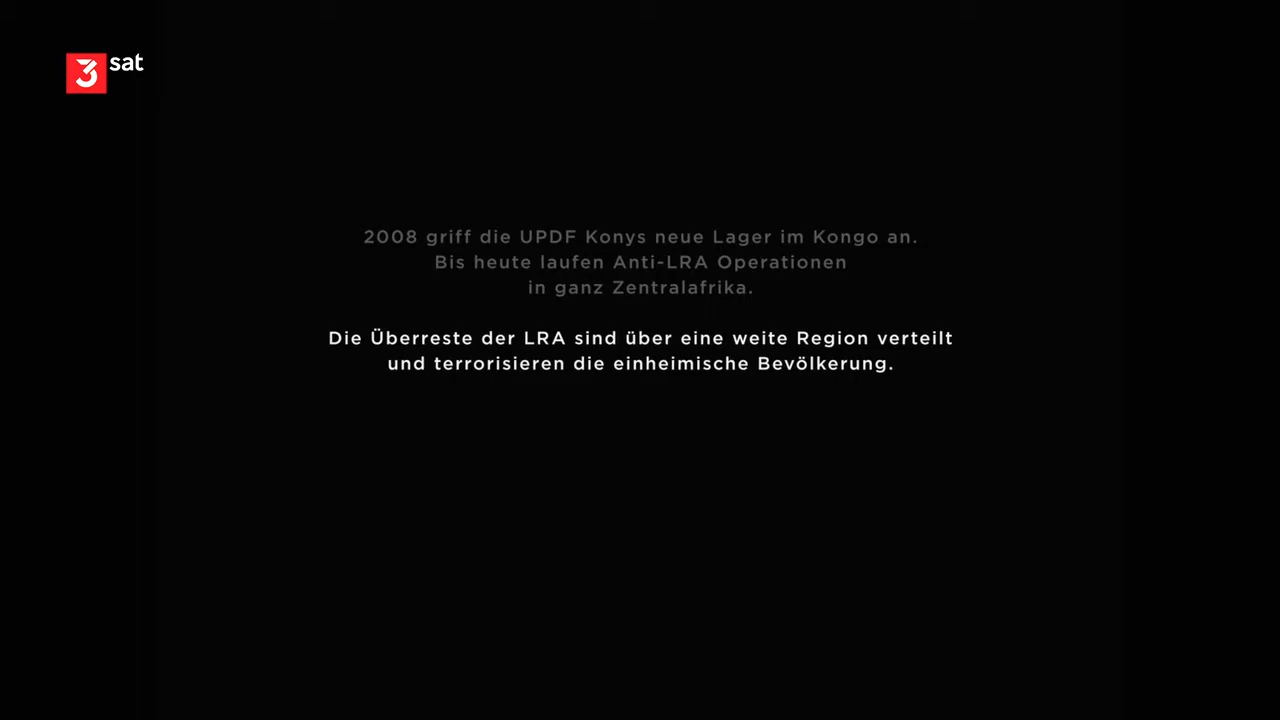 3sat
2008 griff die UPDF Konys neue Lager im Kongo an.
Bis heute laufen Anti-LRA Operationen
in ganz Zentralafrika.
Die Überreste der LRA sind über eine weite Region verteilt
und terrorisieren die einheimische Bevölkerung.